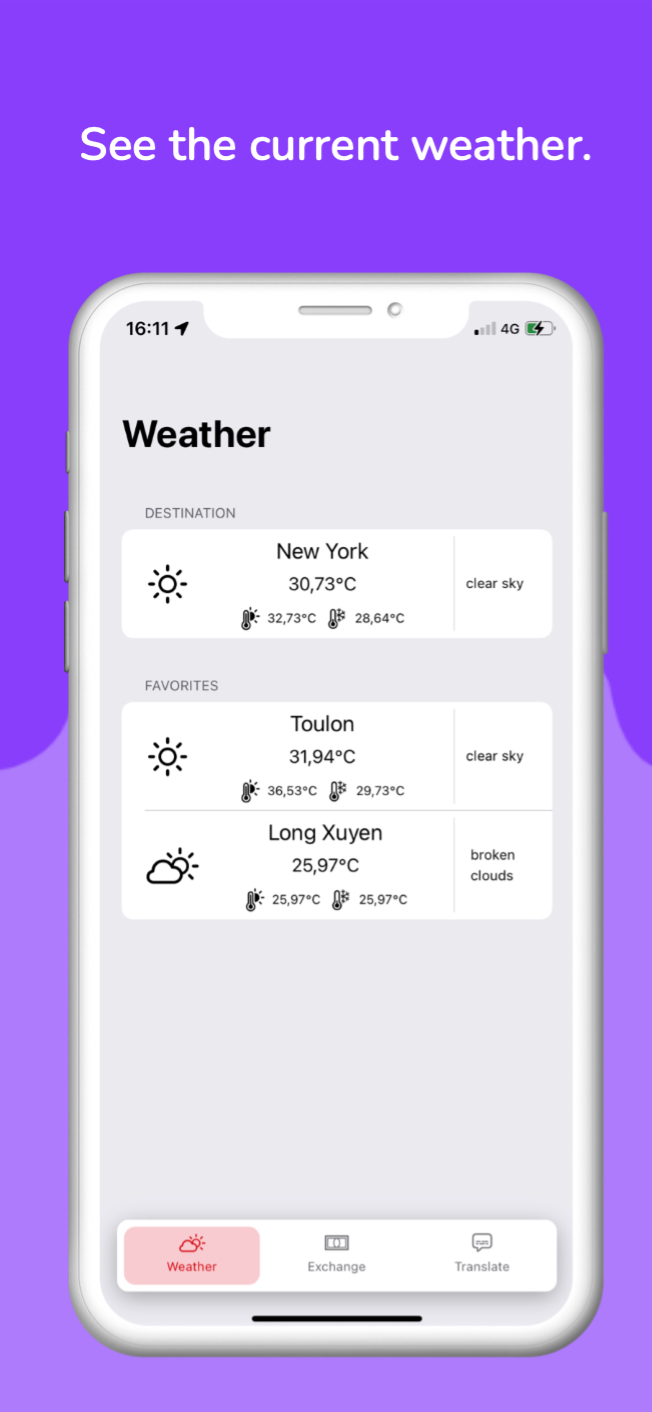 See the current weather.
16:11
4G
Weather
DESTINATION
New York
30,73°C
32,73°C 28,64°C
clear sky
FAVORITES
Toulon
31,94°C
36,53°C 29,73°C
clear sky
Long Xuyen
25,97°C
25,97°C 25,97°C
broken
clouds
Weather Exchange Translate